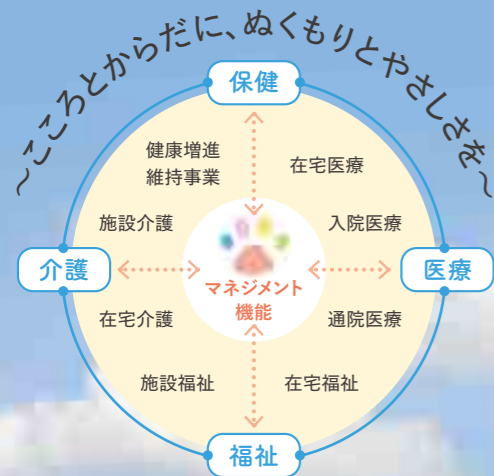 ～こころとからだに、ぬくもりとやさしさを～
保健
健康増進
維持事業
在宅医療
施設介護
入院医療
介護
マネジメント
機能
医療
在宅介護
通院医療
施設福祉
在宅福祉
福祉